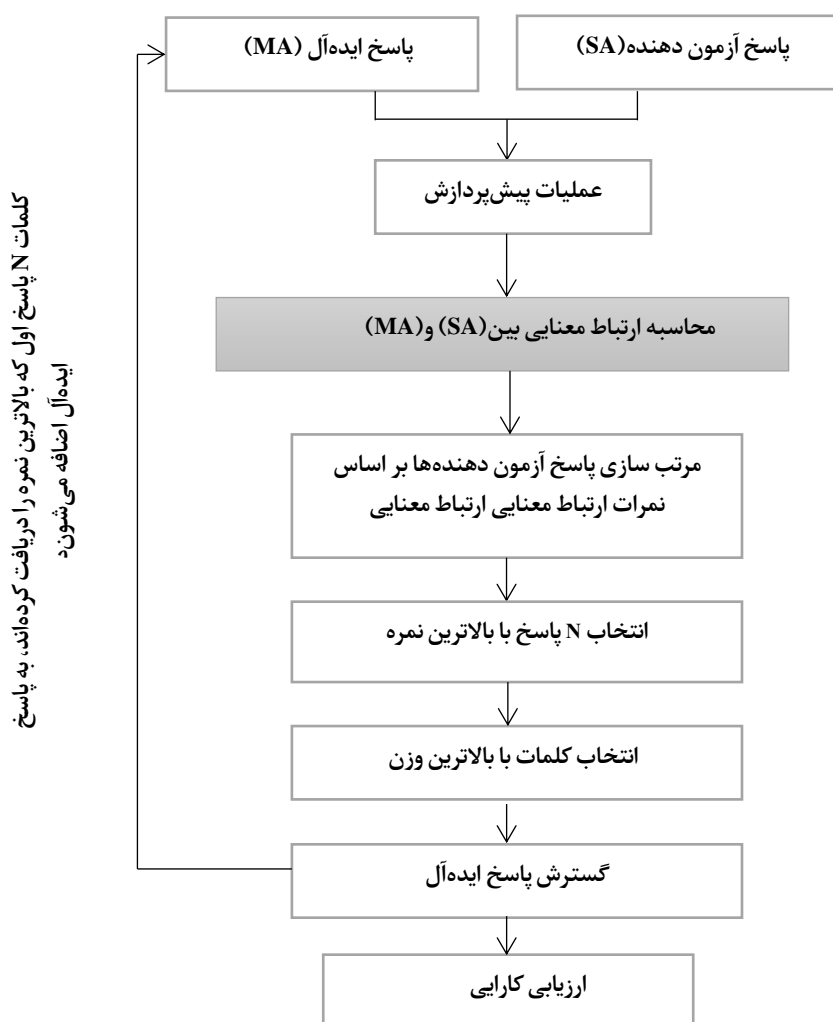 پاسخ آزمون دهنده(SA)
پاسخ ایده‌آل (MA)
عملیات پیش‌پردازش
محاسبه ارتباط معنایی بین(SA) و(MA)
مرتب سازی پاسخ آزمون دهنده‌ها بر اساس
نمرات ارتباط معنایی ارتباط معنایی
انتخاب N پاسخ با بالاترین نمره
انتخاب کلمات با بالاترین وزن
گسترش پاسخ ایده‌آل
ارزیابی کارایی
کلمات N پاسخ اول که بالاترین نمره را دریافت کرده‌اند، به پاسخ
ایده‌آل اضافه می‌شوند